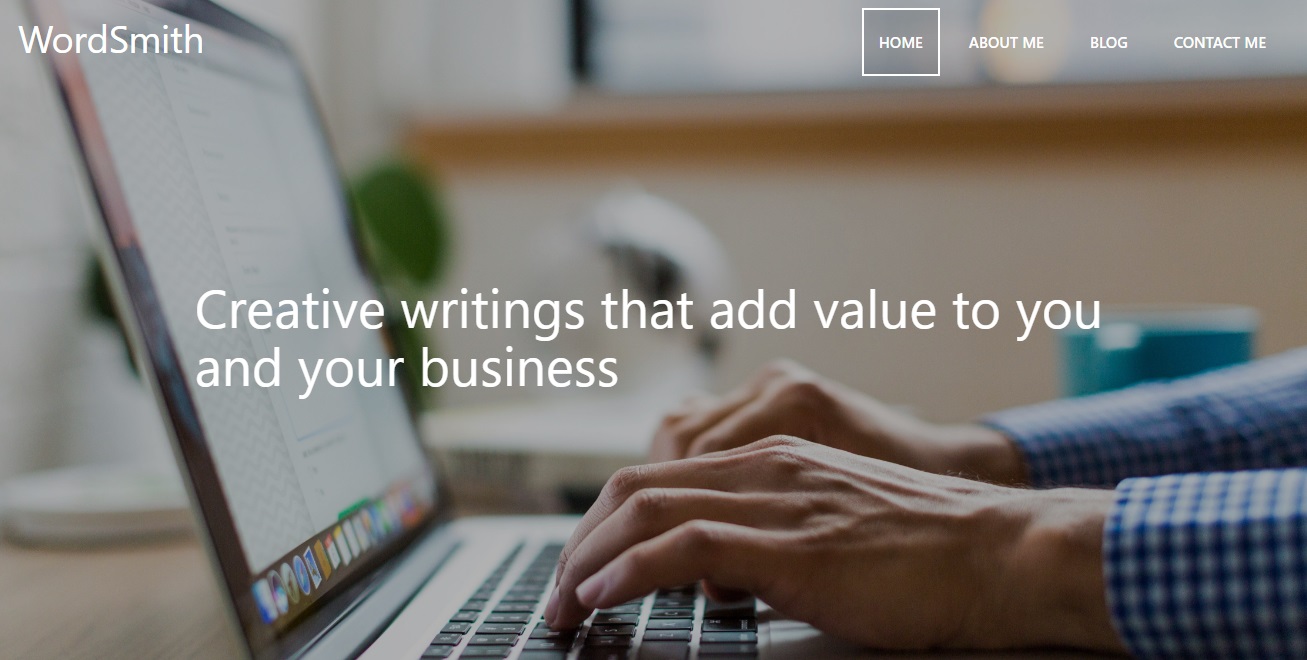 WordSmith
HOME ABOUT ME BLOG CONTACT ME
Creative writings that add value to you
and your business